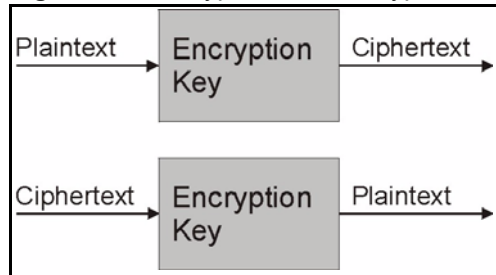 Plaintext
Encryption
Key
Ciphertext
Ciphertext
Encryption
Key
Plaintext